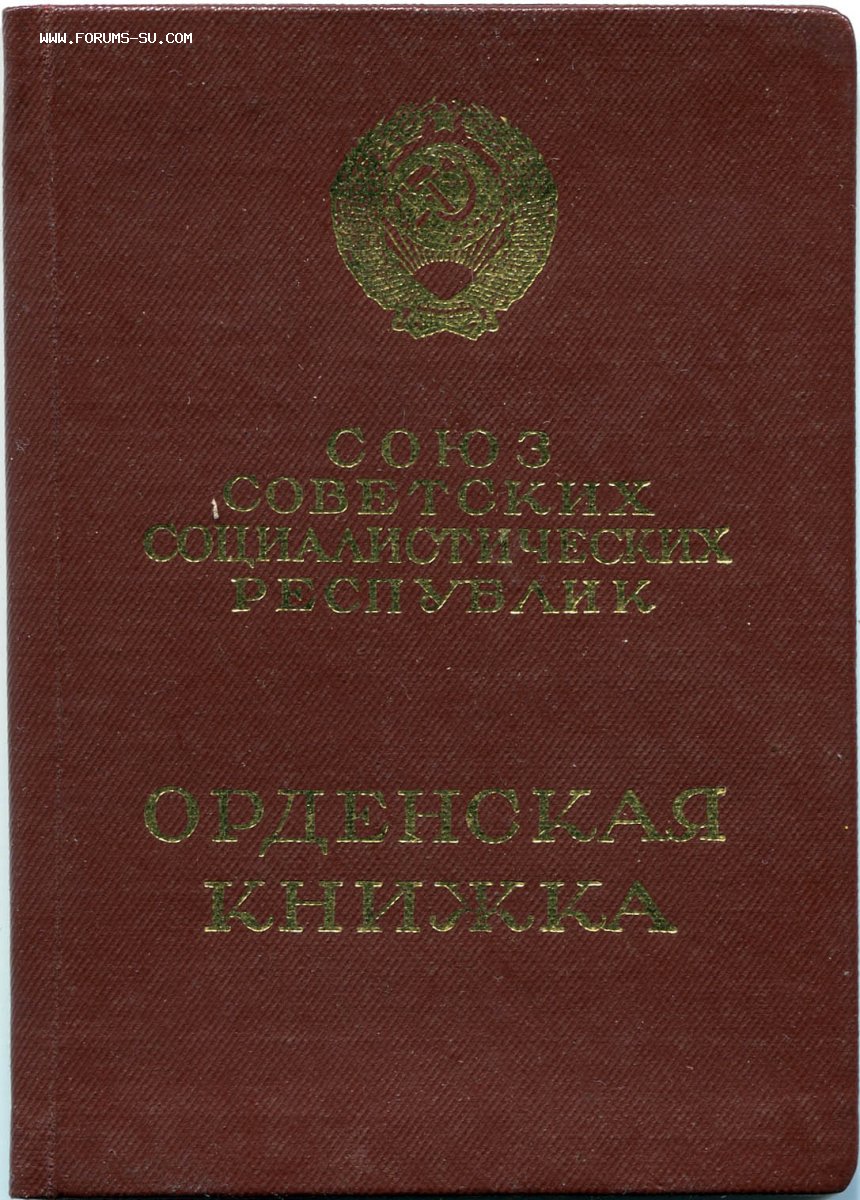 WWW.FORUMS-SU.COM
СОЮЗ
СОВЕТСКИХ
СОЦИАЛИСТИЧЕСКИХ
РЕСПУБЛИК
ОРДЕНСКАЯ
КНИЖКА